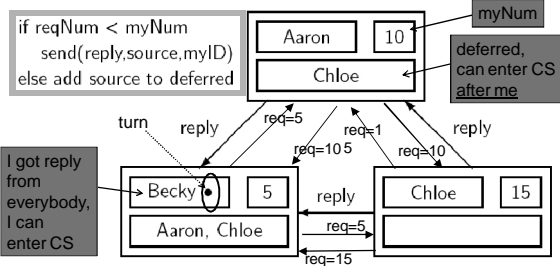 if reqNum < myNum
send(reply,source,myID)
else add source to deferred
Aaron
10
Chloe
myNum
deferred,
can enter CS
after me
turn
reply
req=5
req=10
5
req=1
req=10
reply
I got reply
from
everybody,
I can
enter CS
Becky
5
Aaron, Chloe
reply
req=5
req=15
Chloe
15